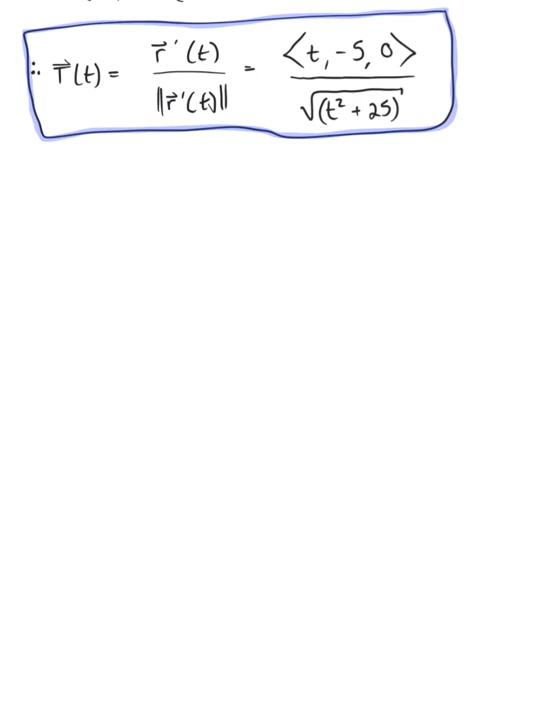 ∴ T⃗(t) = r⃗'(t) / ||r⃗'(t)|| = <t, -5, 0> / √(t² + 25)